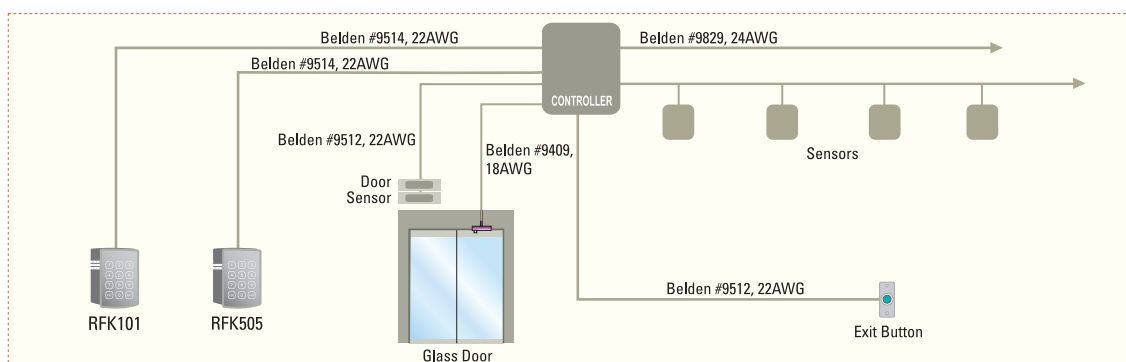 Belden #9514, 22AWG
Belden #9829, 24AWG
Belden #9514, 22AWG
CONTROLLER
Belden #9512, 22AWG
Belden #9409,
18AWG
Sensors
Door
Sensor
Belden #9512, 22AWG
RFK101
RFK505
Exit Button
Glass Door